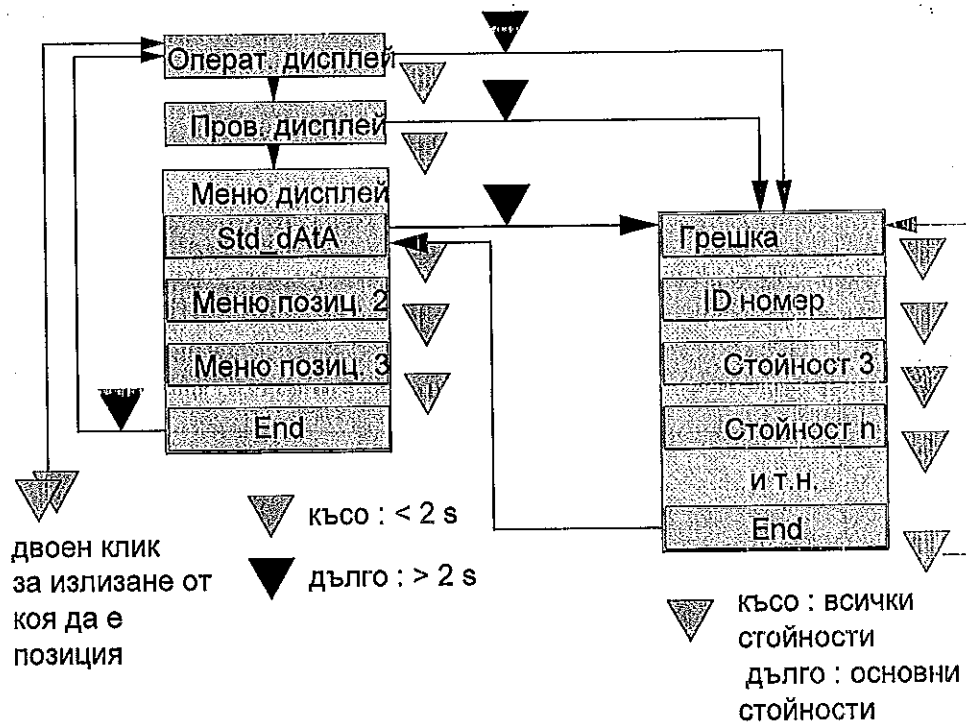 Операт. дисплей
Пров. дисплей
Меню дисплей
Std_dAtA
Меню позиц. 2
Меню позиц. 3
End
Грешка
ID номер
Стойност 3
Стойност n
и т.н.
End
двоен клик
за излизане от
коя да е
позиция
късо : < 2 s
дълго : > 2 s
късо : всички
стойности
дълго : основни
стойности